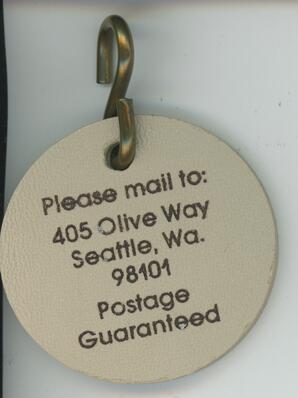 Please mail to:
405 Olive Way
Seattle, Wa.
98101
Postage
Guaranteed